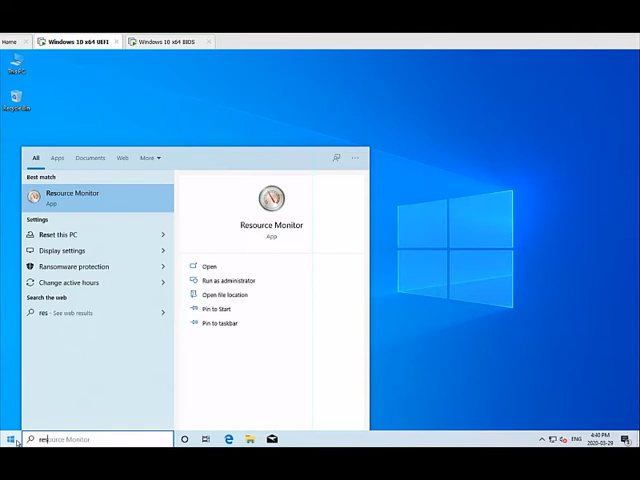 Home
Windows 10 x64 UEFI
Windows 10 x64 BIOS
This PC
Recycle Bin
All Apps Documents Web More
Best match
Resource Monitor
App
Settings
Reset this PC
Display settings
Ransomware protection
Change active hours
Search the web
res - See web results
Resource Monitor
App
Open
Run as administrator
Open file location
Pin to Start
Pin to taskbar
resource Monitor
ENG
4:40 PM
2020-03-29